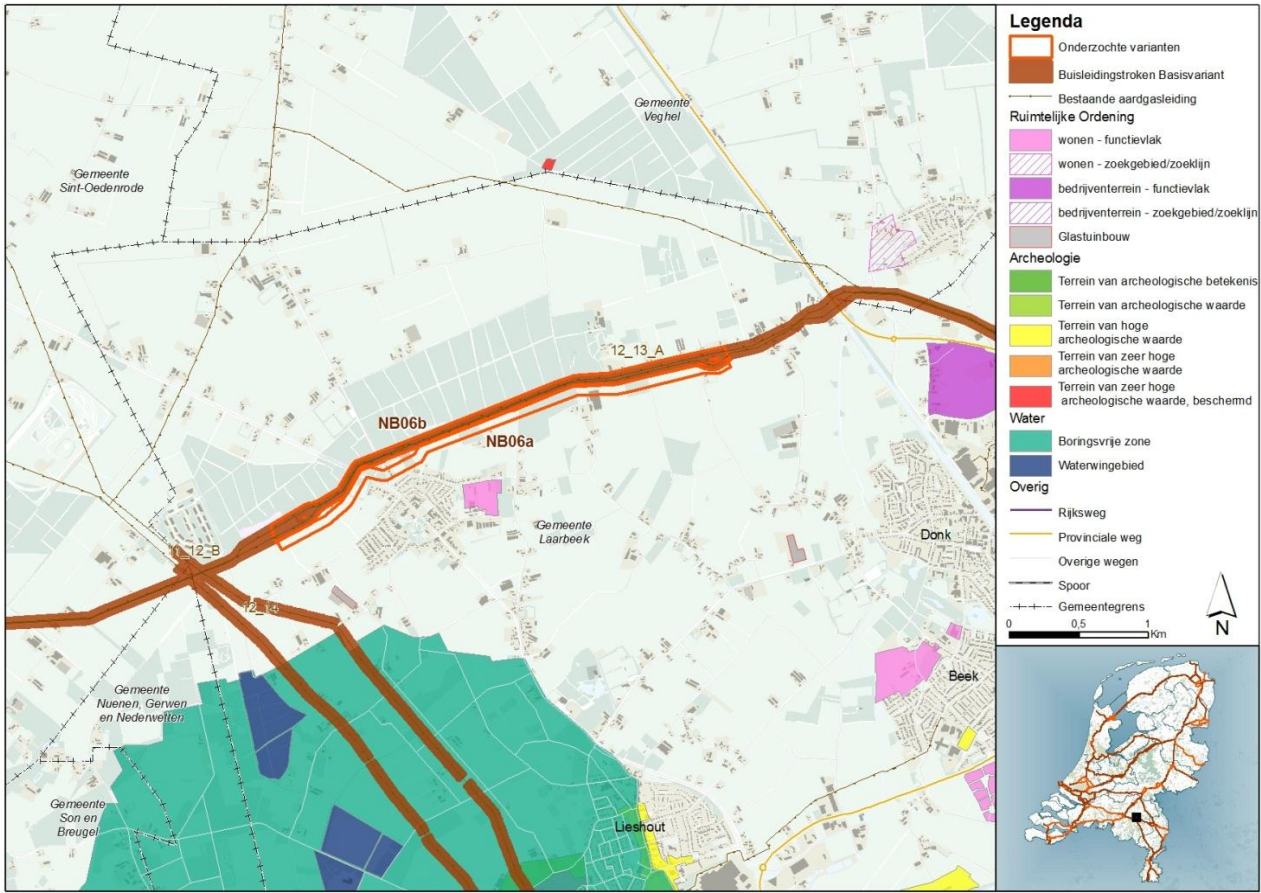 Gemeente
Veghel
Gemeente
Sint-Oedenrode
12_13_A
NB06b
NB06a
Gemeente
Laarbeek
Donk
11_12_B
12_14
Gemeente
Nuenen, Gerwen
en Nederwetten
Beek
Gemeente
Son en
Breugel
Lieshout
Legenda
Onderzochte varianten
Buisleidingstroken Basisvariant
Bestaande aardgasleiding
Ruimtelijke Ordening
wonen - functievlak
wonen - zoekgebied/zoeklijn
bedrijventerrein - functievlak
bedrijventerrein - zoekgebied/zoeklijn
Glastuinbouw
Archeologie
Terrein van archeologische betekenis
Terrein van archeologische waarde
Terrein van hoge
archeologische waarde
Terrein van zeer hoge
archeologische waarde
Terrein van zeer hoge
archeologische waarde, beschermd
Water
Boringsvrije zone
Waterwingebied
Overig
Rijksweg
Provinciale weg
Overige wegen
Spoor
Gemeentegrens
0 0,5 1
Km
N